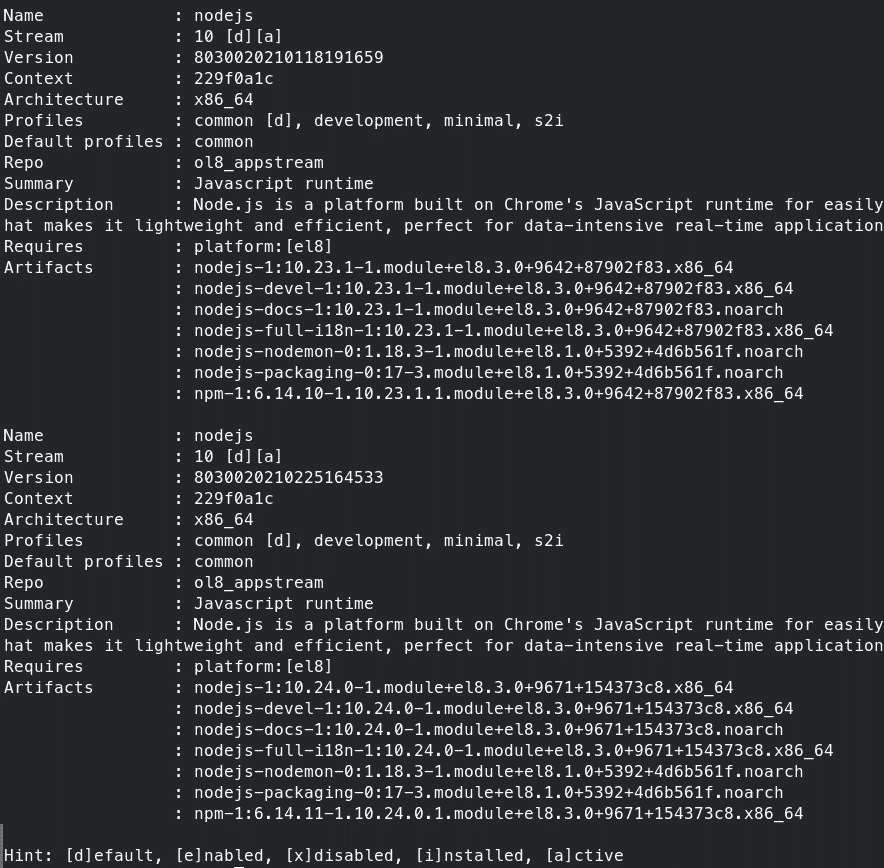 Name             : nodejs
Stream           : 10 [d][a]
Version          : 8030020210118191659
Context          : 229f0a1c
Architecture     : x86_64
Profiles         : common [d], development, minimal, s2i
Default profiles : common
Repo             : ol8_appstream
Summary          : Javascript runtime
Description      : Node.js is a platform built on Chrome's JavaScript runtime for easily
hat makes it lightweight and efficient, perfect for data-intensive real-time application
Requires         : platform:[el8]
Artifacts        : nodejs-1:10.23.1-1.module+el8.3.0+9642+87902f83.x86_64
                 : nodejs-devel-1:10.23.1-1.module+el8.3.0+9642+87902f83.x86_64
                 : nodejs-docs-1:10.23.1-1.module+el8.3.0+9642+87902f83.noarch
                 : nodejs-full-i18n-1:10.23.1-1.module+el8.3.0+9642+87902f83.x86_64
                 : nodejs-nodemon-0:1.18.3-1.module+el8.1.0+5392+4d6b561f.noarch
                 : nodejs-packaging-0:17-3.module+el8.1.0+5392+4d6b561f.noarch
                 : npm-1:6.14.10-1.10.23.1.1.module+el8.3.0+9642+87902f83.x86_64

Name             : nodejs
Stream           : 10 [d][a]
Version          : 8030020210225164533
Context          : 229f0a1c
Architecture     : x86_64
Profiles         : common [d], development, minimal, s2i
Default profiles : common
Repo             : ol8_appstream
Summary          : Javascript runtime
Description      : Node.js is a platform built on Chrome's JavaScript runtime for easily
hat makes it lightweight and efficient, perfect for data-intensive real-time application
Requires         : platform:[el8]
Artifacts        : nodejs-1:10.24.0-1.module+el8.3.0+9671+154373c8.x86_64
                 : nodejs-devel-1:10.24.0-1.module+el8.3.0+9671+154373c8.x86_64
                 : nodejs-docs-1:10.24.0-1.module+el8.3.0+9671+154373c8.noarch
                 : nodejs-full-i18n-1:10.24.0-1.module+el8.3.0+9671+154373c8.x86_64
                 : nodejs-nodemon-0:1.18.3-1.module+el8.1.0+5392+4d6b561f.noarch
                 : nodejs-packaging-0:17-3.module+el8.1.0+5392+4d6b561f.noarch
                 : npm-1:6.14.11-1.10.24.0.1.module+el8.3.0+9671+154373c8.x86_64

Hint: [d]efault, [e]nabled, [x]disabled, [i]nstalled, [a]ctive